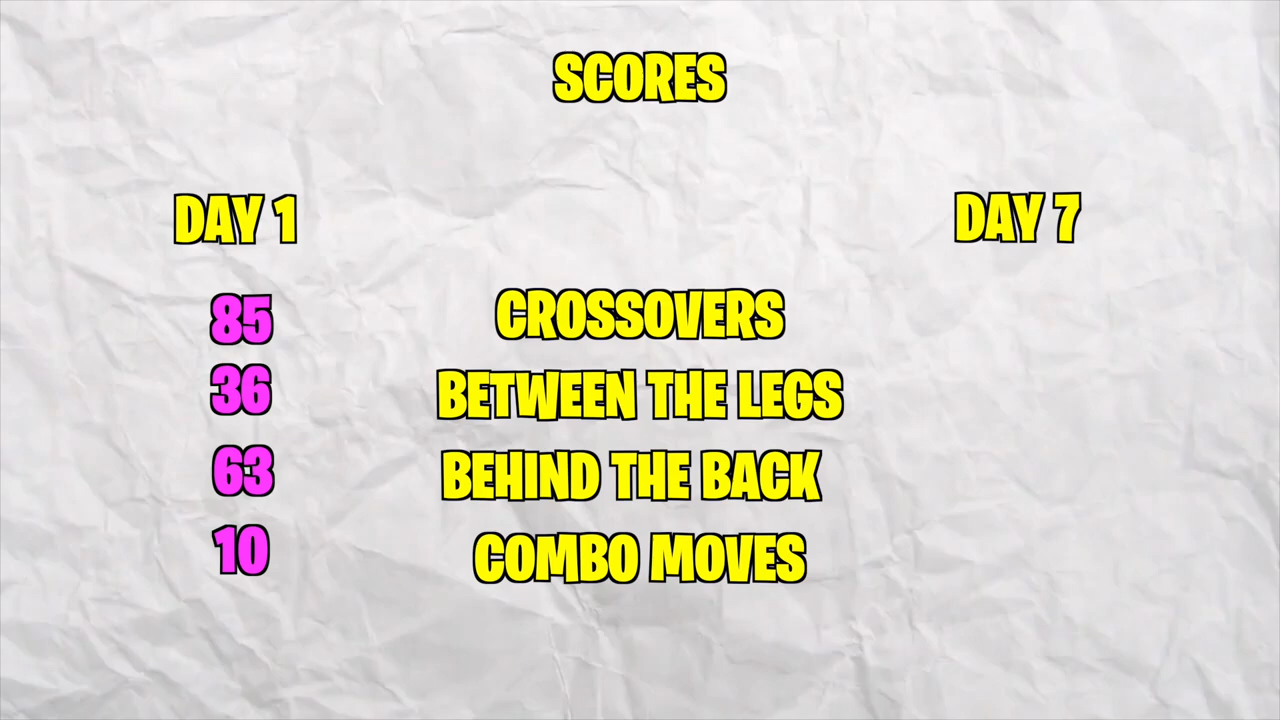 SCORES
DAY 1 DAY 7
85 CROSSOVERS
36 BETWEEN THE LEGS
63 BEHIND THE BACK
10 COMBO MOVES